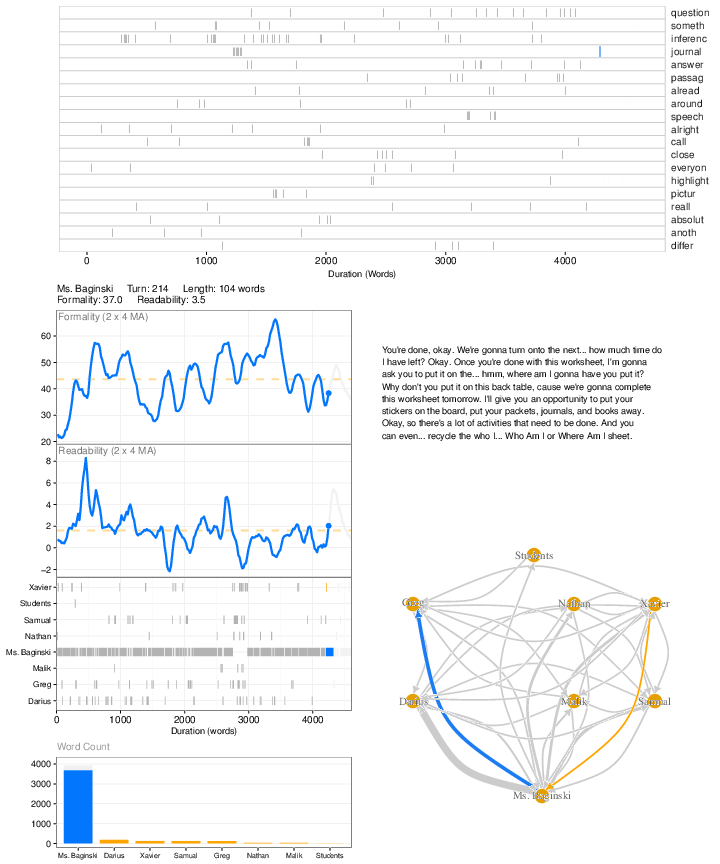 question
someth
inferenc
journal
answer
passag
alread
around
speech
alright
call
close
everyon
highlight
pictur
reall
absolut
anoth
differ
0 1000 2000 3000 4000
Duration (Words)
Ms. Baginski Turn: 214 Length: 104 words
Formality: 37.0 Readability: 3.5
Formality (2 x 4 MA)
60
50
40
30
20
Readability (2 x 4 MA)
8
6
4
2
0
−2
Xavier
Students
Samual
Nathan
Ms. Baginski
Malik
Greg
Darius
0 1000 2000 3000 4000
Duration (words)
Word Count
4000
3000
2000
1000
0
Ms. Baginski Darius Xavier Samual Greg Nathan Malik Students
You're done, okay. We're gonna turn onto the next... how much time do
I have left? Okay. Once you're done with this worksheet, I'm gonna
ask you to put it on the... hmm, where am I gonna have you put it?
Why don't you put it on this back table, cause we're gonna complete
this worksheet tomorrow. I'll give you an opportunity to put your
stickers on the board, put your packets, journals, and books away.
Okay, so there's a lot of activities that need to be done. And you
can even... recycle the who I... Who Am I or Where Am I sheet.
Students
Greg Nathan Xavier
Darius Malik Samual
Ms. Baginski